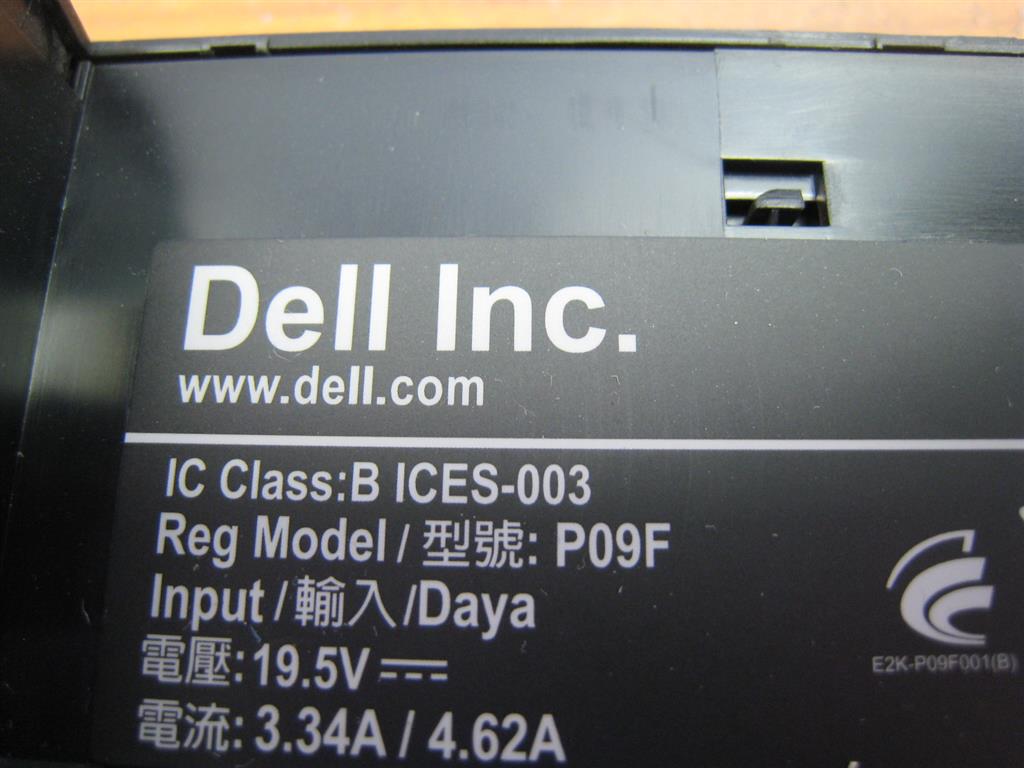 Dell Inc.
www.dell.com
IC Class:B ICES-003
Reg Model / 型號: P09F
Input / 輸入 /Daya
電壓: 19.5V
電流: 3.34A / 4.62A
E2K-P09F001(B)